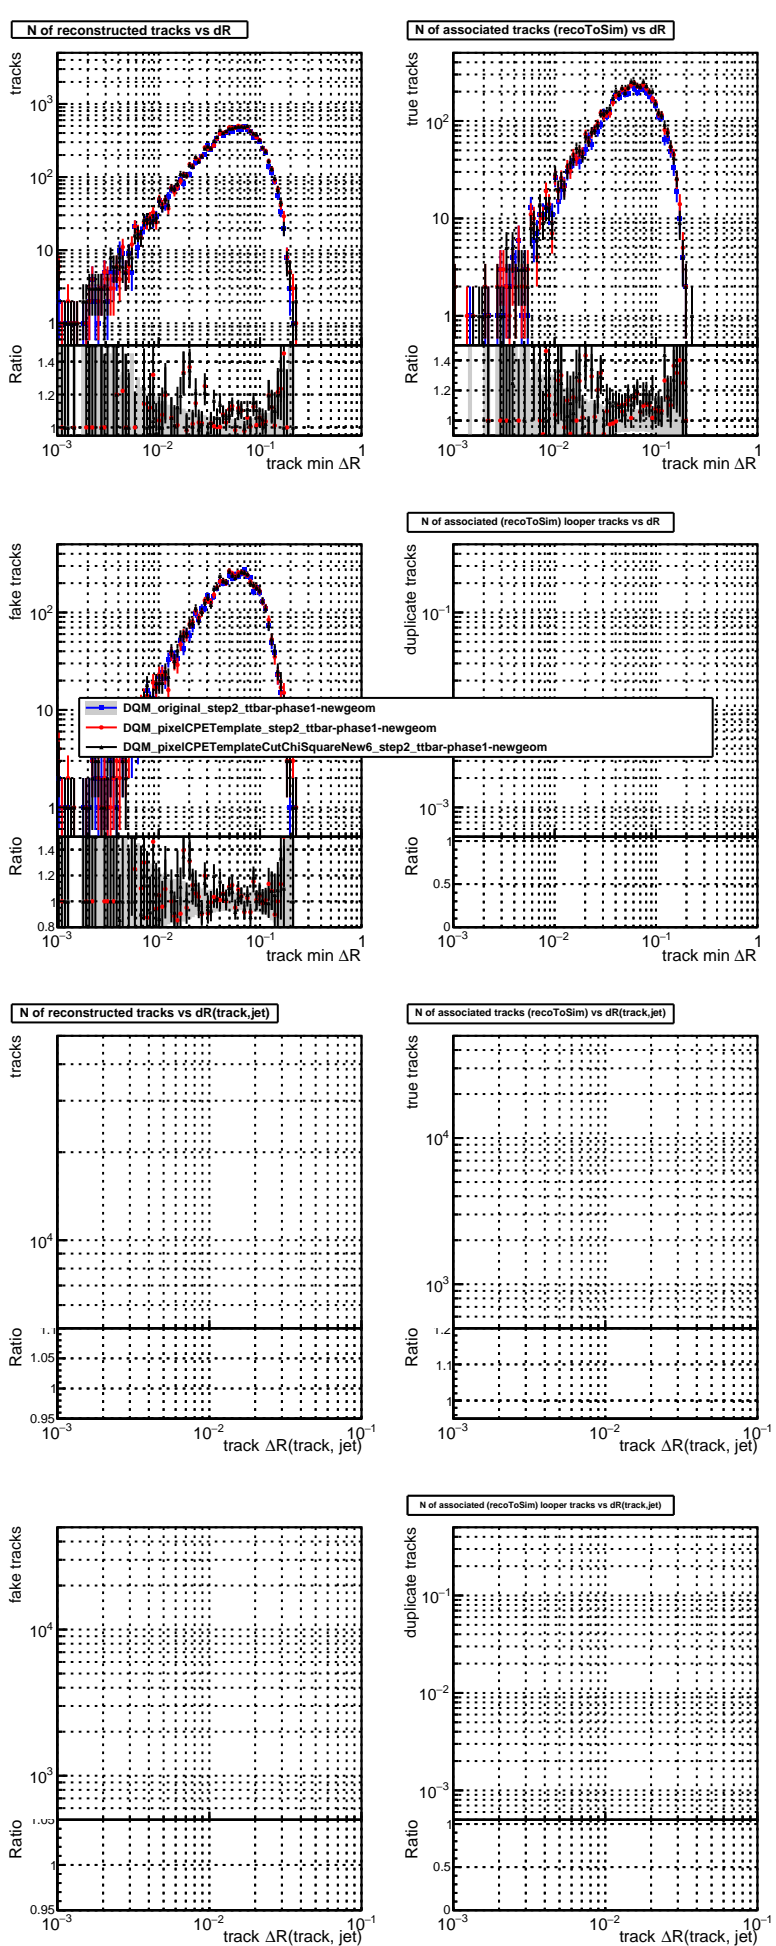 N of reconstructed tracks vs dR
tracks
10³
10²
10
1
Ratio
1.4
1.2
1
10⁻³ 10⁻² 10⁻¹ 1
track min ΔR
N of associated tracks (recoToSim) vs dR
true tracks
10²
10
1
Ratio
1.4
1.2
1
10⁻³ 10⁻² 10⁻¹ 1
track min ΔR
fake tracks
10²
10
1
Ratio
1.4
1.2
1
0.8
10⁻³ 10⁻² 10⁻¹ 1
track min ΔR
N of associated (recoToSim) looper tracks vs dR
duplicate tracks
10⁻¹
10⁻³
Ratio
1
0.5
0
10⁻³ 10⁻² 10⁻¹ 1
track min ΔR
DQM_original_step2_ttbar-phase1-newgeom
DQM_pixelCPETemplate_step2_ttbar-phase1-newgeom
DQM_pixelCPETemplateCutChiSquareNew6_step2_ttbar-phase1-newgeom
N of reconstructed tracks vs dR(track,jet)
tracks
10⁴
Ratio
1.1
1.05
1
0.95
10⁻³ 10⁻² 10⁻¹
track ΔR(track, jet)
N of associated tracks (recoToSim) vs dR(track,jet)
true tracks
10⁴
10³
Ratio
1.2
1.1
1
10⁻³ 10⁻² 10⁻¹
track ΔR(track, jet)
fake tracks
10⁴
10³
Ratio
1.05
1
0.95
10⁻³ 10⁻² 10⁻¹
track ΔR(track, jet)
N of associated (recoToSim) looper tracks vs dR(track,jet)
duplicate tracks
10⁻¹
10⁻²
10⁻³
Ratio
1
0.5
0
10⁻³ 10⁻² 10⁻¹
track ΔR(track, jet)